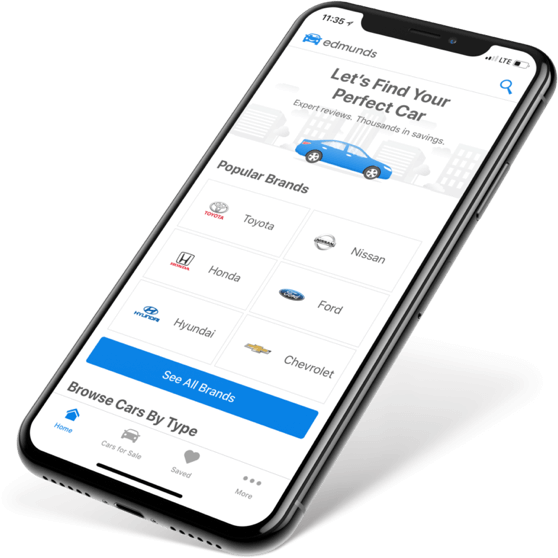 11:35
LTE
edmunds
Let's Find Your
Perfect Car
Expert reviews. Thousands in savings.
Popular Brands
TOYOTA
Toyota
NISSAN
Nissan
HONDA
Honda
Ford
Ford
HYUNDAI
Hyundai
Chevrolet
See All Brands
Browse Cars By Type
Home
Cars for Sale
Saved
More